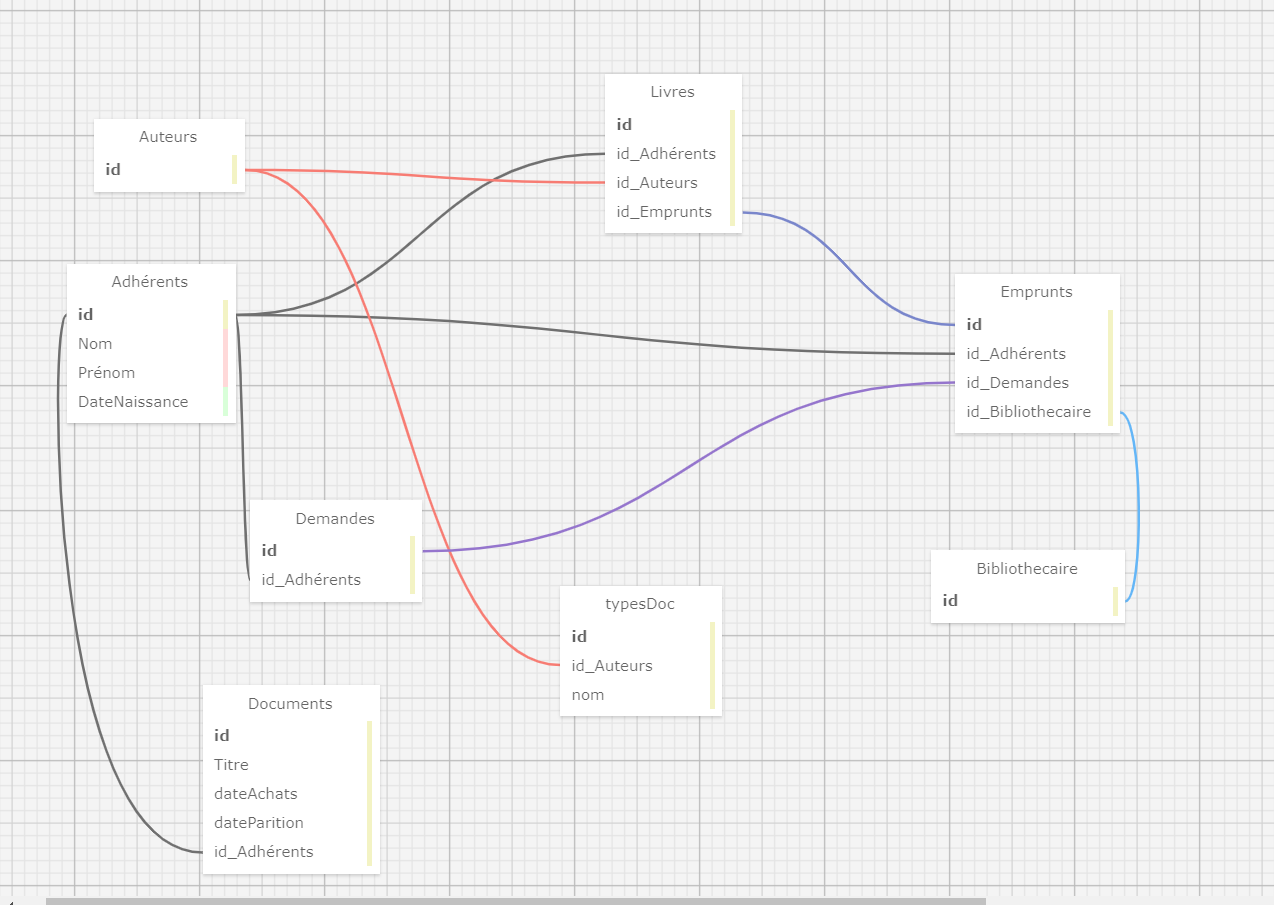 Livres
id
id_Adhérents
id_Auteurs
id_Emprunts
Auteurs
id
Adhérents
id
Nom
Prénom
DateNaissance
Emprunts
id
id_Adhérents
id_Demandes
id_Bibliothecaire
Demandes
id
id_Adhérents
Bibliothecaire
id
typesDoc
id
id_Auteurs
nom
Documents
id
Titre
dateAchats
dateParition
id_Adhérents